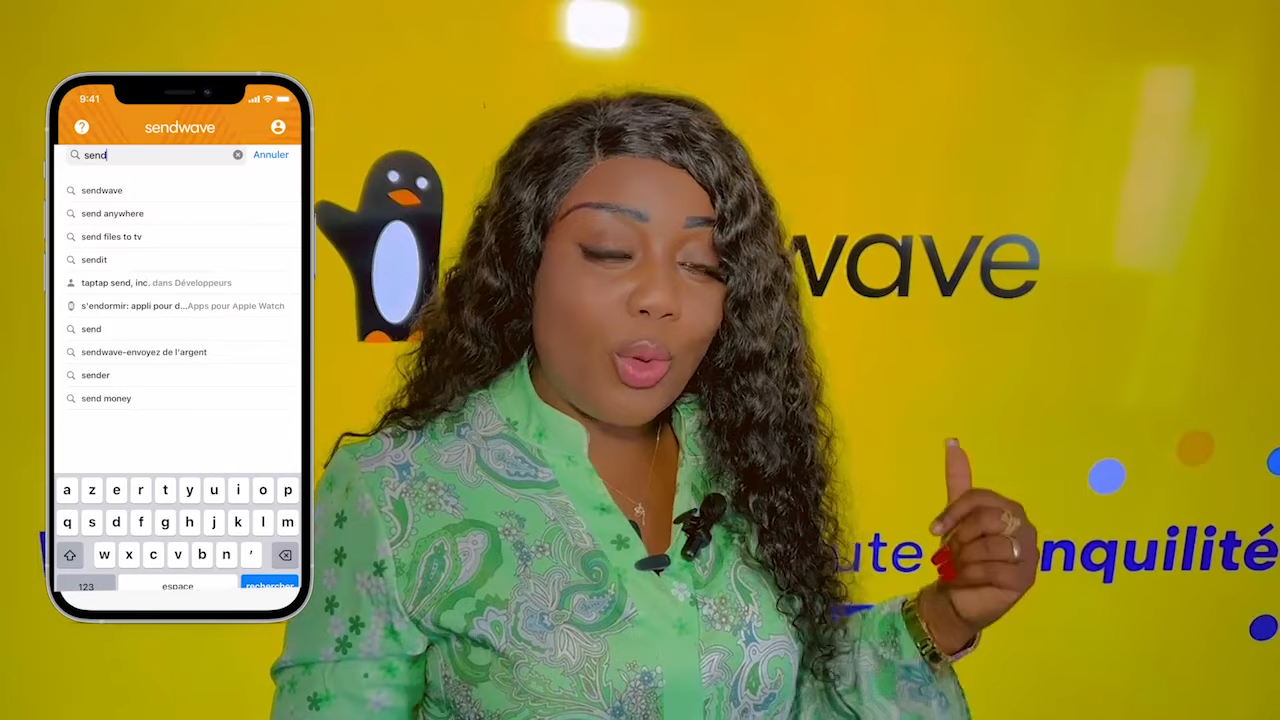 9:41
sendwave
send
Annuler
sendwave
send anywhere
send files to tv
sendit
taptap send, inc. dans Développeurs
s'endormir: appli pour d...Apps pour Apple Watch
send
sendwave-envoyez de l'argent
sender
send money
a z e r t y u i o p
q s d f g h j k l m
w x c v b n '
123 espace rechercher
wave
ute nquilité